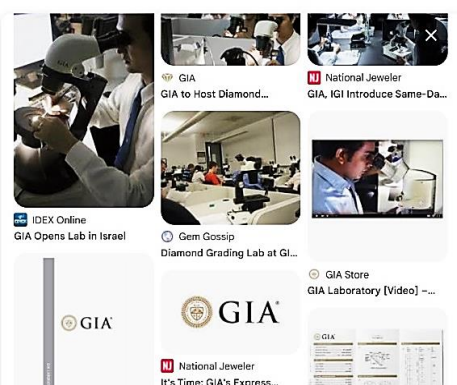 GIA
IDEX Online
GIA Opens Lab in Israel
GIA
GIA
GIA to Host Diamond...
Gem Gossip
Diamond Grading Lab at GI...
GIA
National Jeweler
It's Time: GIA's Express...
NJ National Jeweler
GIA, IGI Introduce Same-Da...
GIA Store
GIA Laboratory [Video] –...
GIA